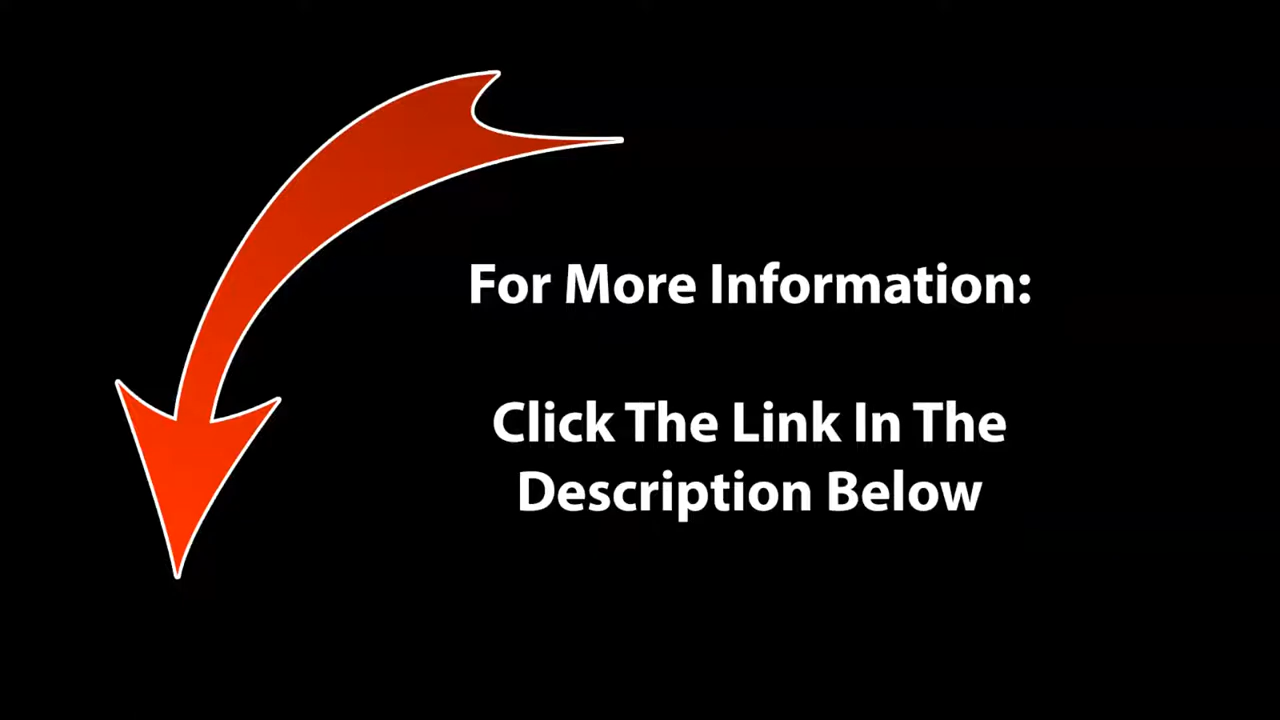 For More Information:
Click The Link In The
Description Below